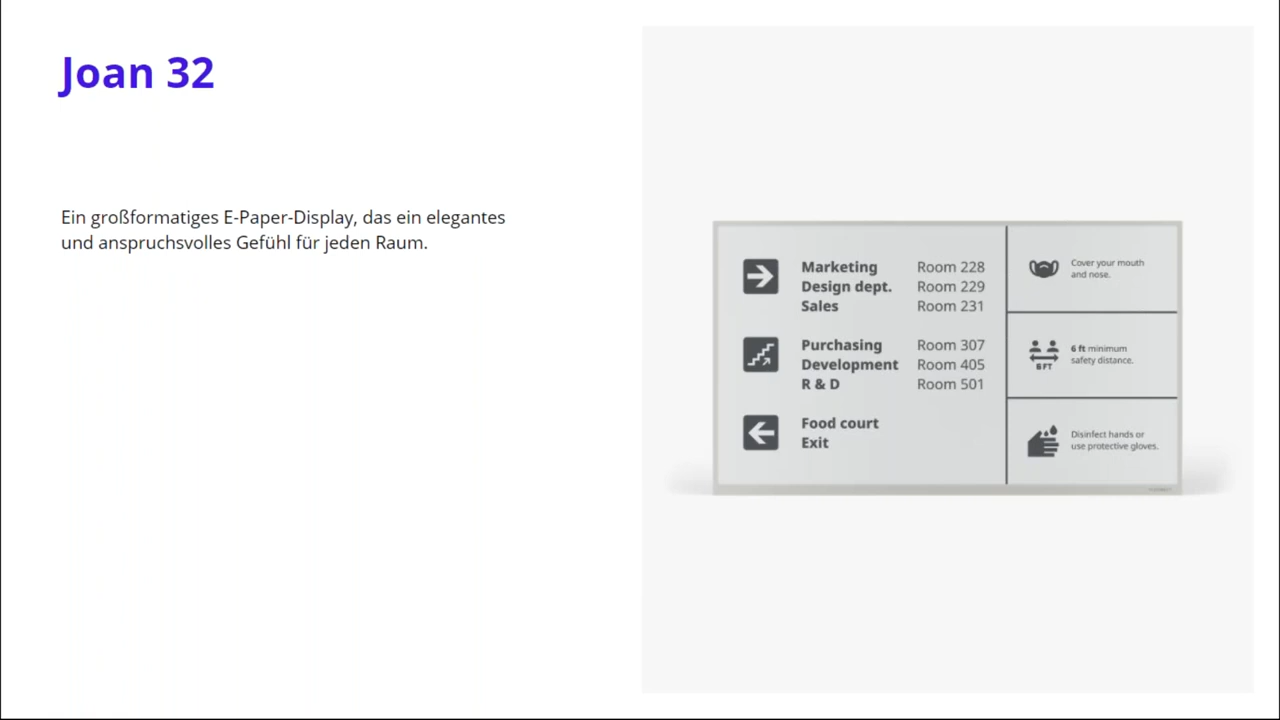 Joan 32
Ein großformatiges E-Paper-Display, das ein elegantes
und anspruchsvolles Gefühl für jeden Raum.
Marketing Room 228
Design dept. Room 229
Sales Room 231
Purchasing Room 307
Development Room 405
R & D Room 501
Food court
Exit
Cover your mouth
and nose.
6 ft minimum
safety distance.
6 FT
Disinfect hands or
use protective gloves.